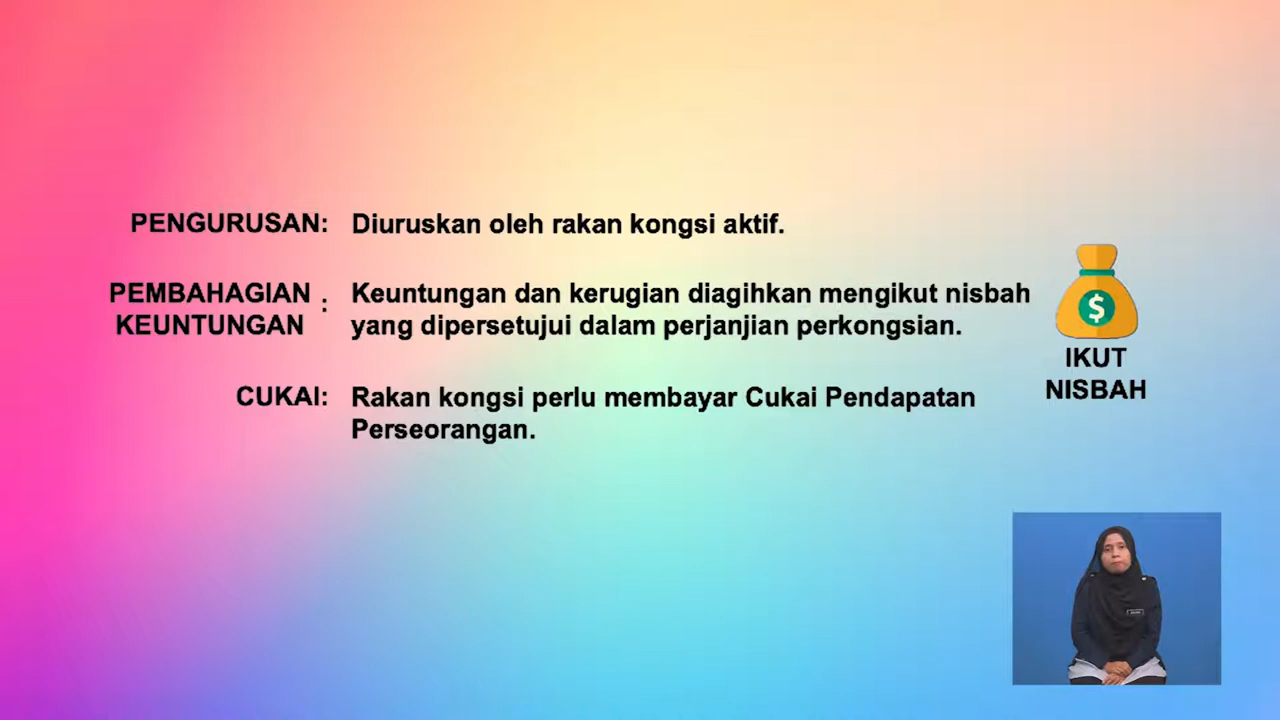 PENGURUSAN: Diuruskan oleh rakan kongsi aktif.
PEMBAHAGIAN KEUNTUNGAN : Keuntungan dan kerugian diagihkan mengikut nisbah
yang dipersetujui dalam perjanjian perkongsian.
$
IKUT
NISBAH
CUKAI: Rakan kongsi perlu membayar Cukai Pendapatan
Perseorangan.